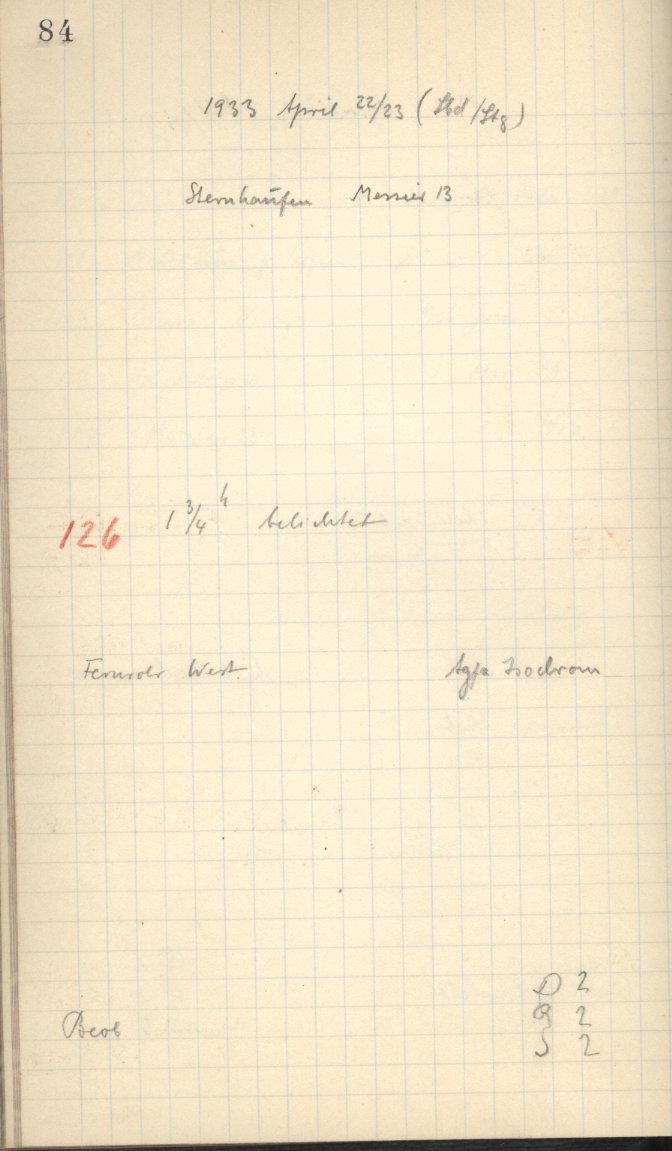 84
1933 April 22/23 (Sbd/Stg)
Sternhaufen Messier 13
126 1 3/4 h belichtet
Fernrohr West Agfa Isochrom
D 2
R 2
Beob S 2